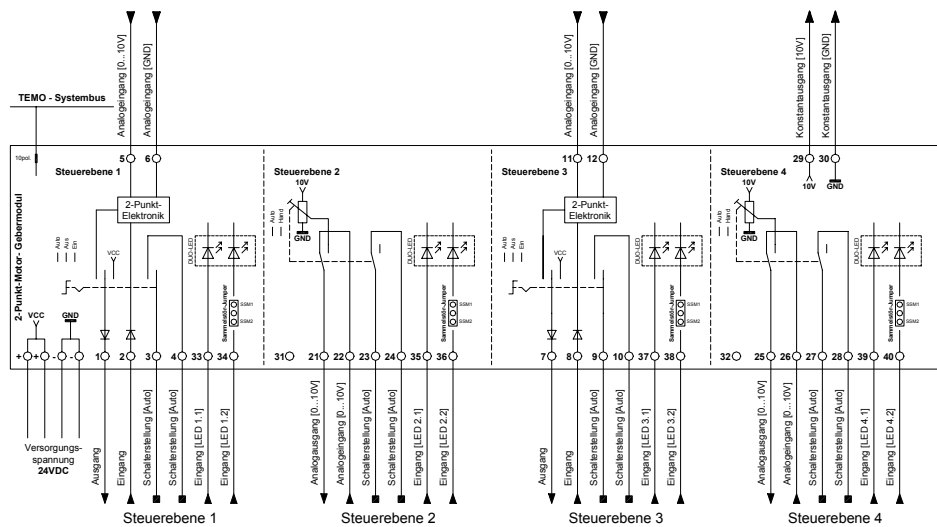 Analogeingang [0...10V]
Analogeingang [GND]
Analogeingang [0...10V]
Analogeingang [GND]
Konstantausgang [10V]
Konstantausgang [GND]
TEMO - Systembus
10pol.
5
6
11
12
29
30
2-Punkt-Motor - Gebermodul
Steuerebene 1
2-Punkt-
Elektronik
Auto
Aus
Ein
VCC
DUO-LED
Sammelstör-Jumper
SSM1
SSM2
VCC
GND
Steuerebene 2
10V
GND
Auto
Hand
DUO-LED
Sammelstör-Jumper
SSM1
SSM2
Steuerebene 3
2-Punkt-
Elektronik
Auto
Aus
Ein
VCC
DUO-LED
Sammelstör-Jumper
SSM1
SSM2
Steuerebene 4
10V
GND
10V
GND
Auto
Hand
DUO-LED
Sammelstör-Jumper
SSM1
SSM2
+ + - - 1 2 3 4 33 34 31 21 22 23 24 35 36 7 8 9 10 37 38 32 25 26 27 28 39 40
Versorgungs-
spannung
24VDC
Ausgang
Eingang
Schalterstellung [Auto]
Schalterstellung [Auto]
Eingang [LED 1.1]
Eingang [LED 1.2]
Analogausgang [0...10V]
Analogeingang [0...10V]
Schalterstellung [Auto]
Schalterstellung [Auto]
Eingang [LED 2.1]
Eingang [LED 2.2]
Ausgang
Eingang
Schalterstellung [Auto]
Schalterstellung [Auto]
Eingang [LED 3.1]
Eingang [LED 3.2]
Analogausgang [0...10V]
Analogeingang [0...10V]
Schalterstellung [Auto]
Schalterstellung [Auto]
Eingang [LED 4.1]
Eingang [LED 4.2]
Steuerebene 1
Steuerebene 2
Steuerebene 3
Steuerebene 4